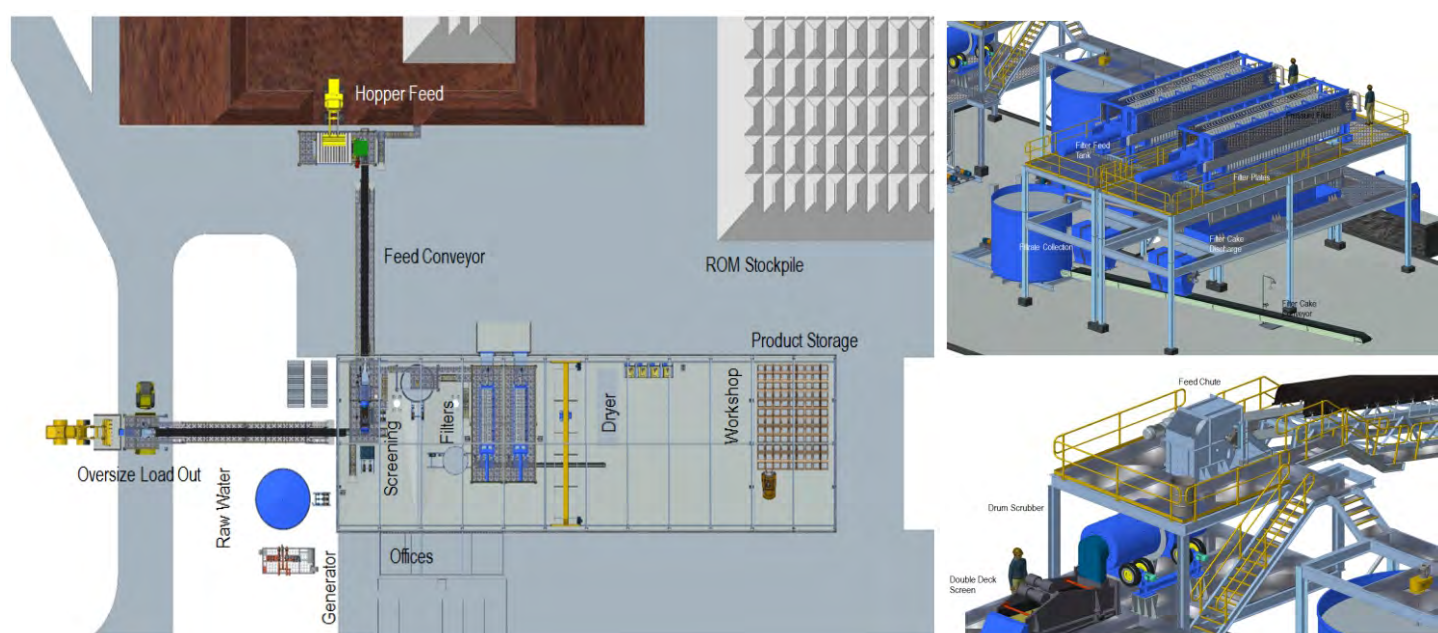 Hopper Feed
Feed Conveyor
ROM Stockpile
Product Storage
Screening
Filters
Dryer
Workshop
Oversize Load Out
Raw Water
Generator
Offices
Pressure Filter
Filter Feed
Tank
Filter Plates
Filtrate Collection
Filter Cake
Discharge
Filter Cake
Conveyor
Feed Chute
Drum Scrubber
Double Deck
Screen